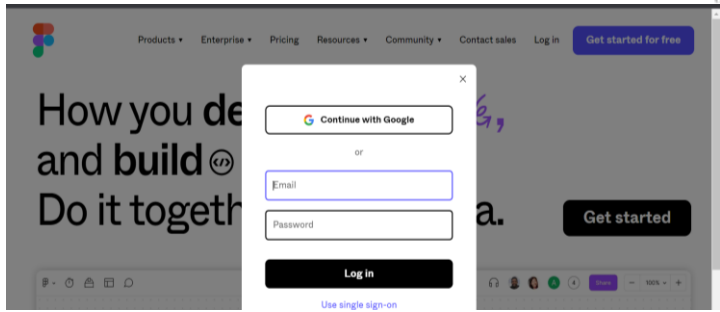 Products Enterprise Pricing Resources Community Contact sales Log in Get started for free
How you de
and build
Do it togeth a.
Get started
Continue with Google
or
Email
Password
Log in
Use single sign-on
4 Share 100%